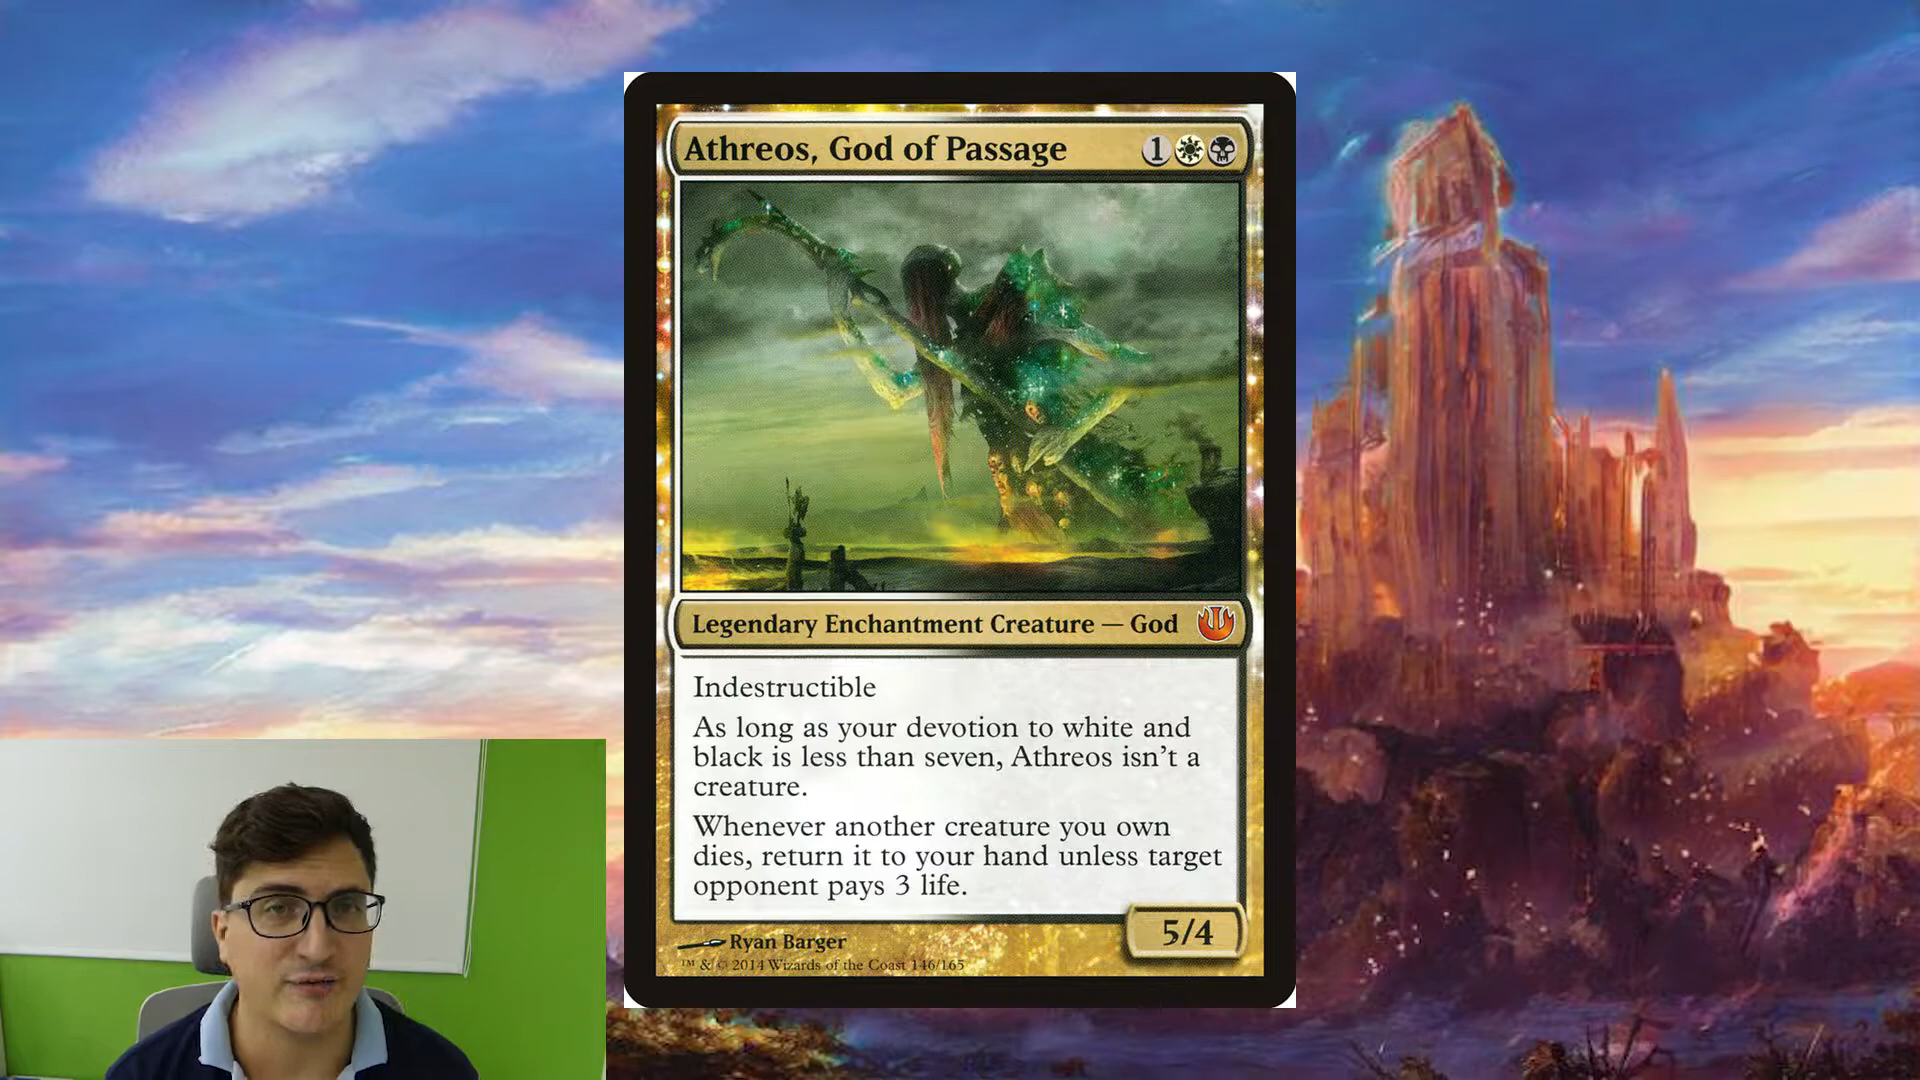 Athreos, God of Passage 1
Legendary Enchantment Creature — God
Indestructible
As long as your devotion to white and
black is less than seven, Athreos isn't a
creature.
Whenever another creature you own
dies, return it to your hand unless target
opponent pays 3 life.
5/4
Ryan Barger
™ & © 2014 Wizards of the Coast 146/165